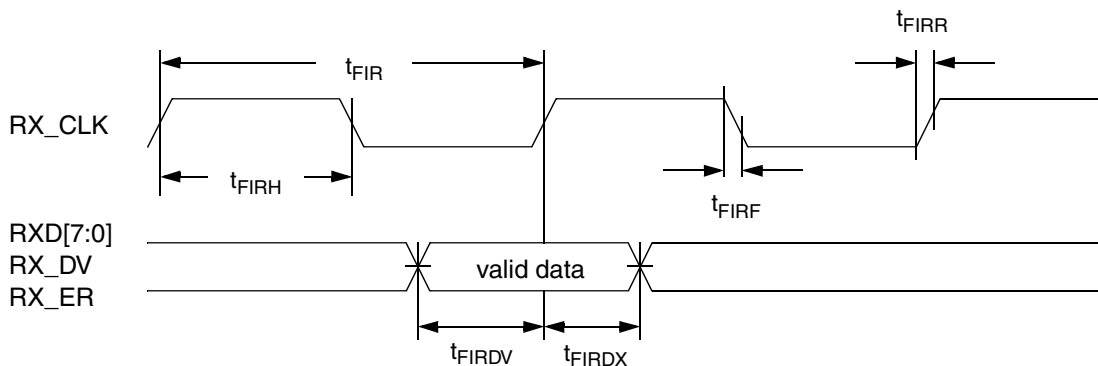 tFIRR
tFIR
RX_CLK
tFIRH
tFIRF
RXD[7:0]
RX_DV
valid data
RX_ER
tFIRDV
tFIRDX